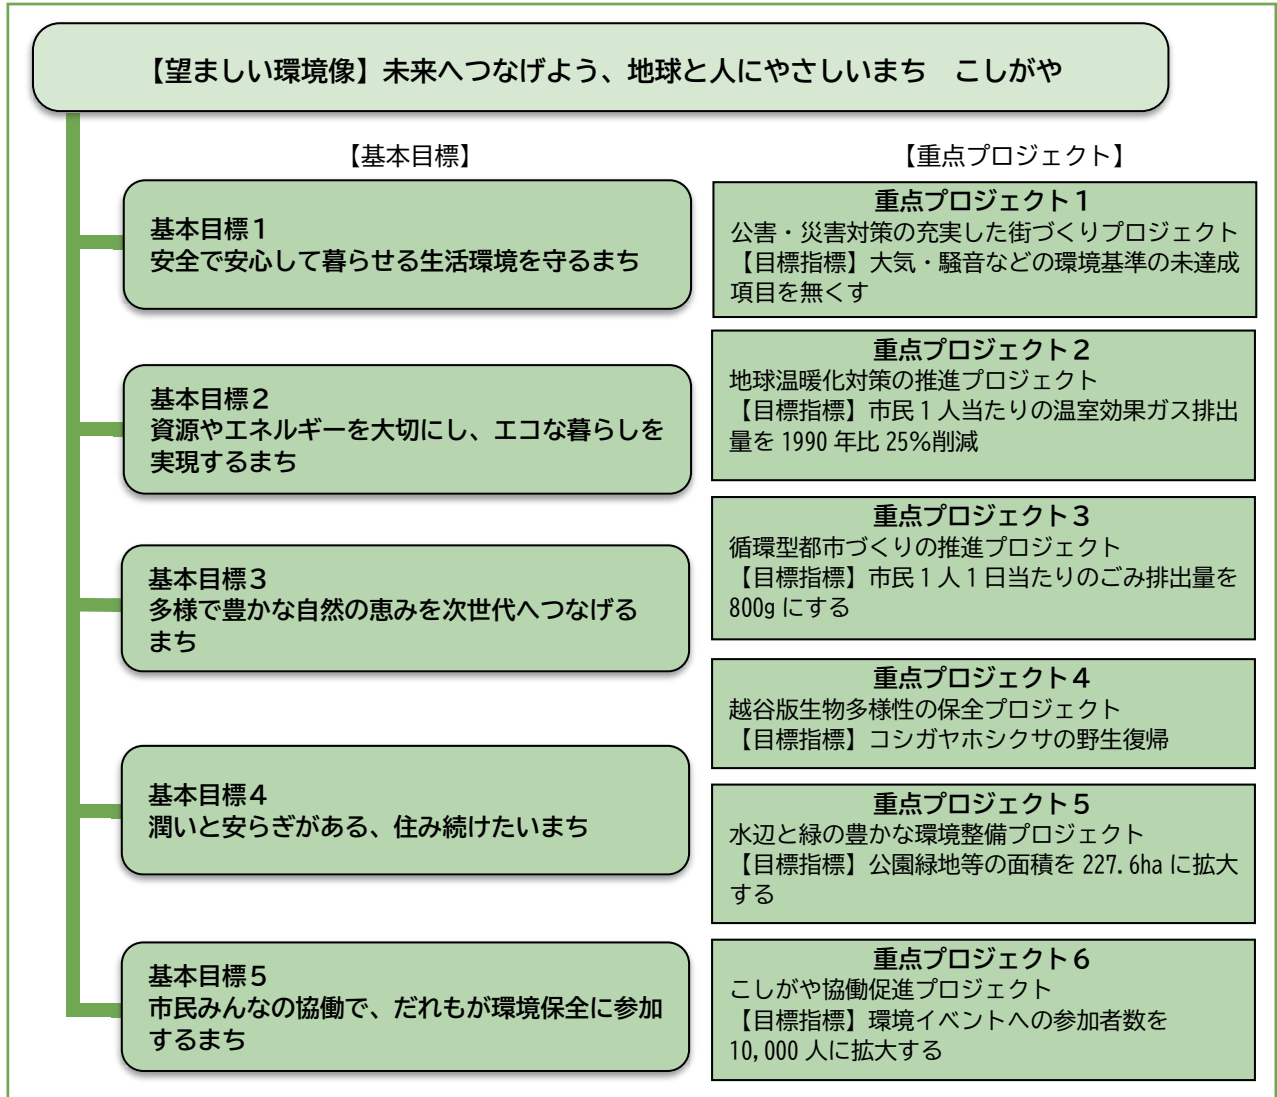 【望ましい環境像】未来へつなげよう、地球と人にやさしいまち　こしがや
【基本目標】
基本目標１
安全で安心して暮らせる生活環境を守るまち
基本目標２
資源やエネルギーを大切にし、エコな暮らしを
実現するまち
基本目標３
多様で豊かな自然の恵みを次世代へつなげる
まち
基本目標４
潤いと安らぎがある、住み続けたいまち
基本目標５
市民みんなの協働で、だれもが環境保全に参加
するまち
【重点プロジェクト】
重点プロジェクト１
公害・災害対策の充実した街づくりプロジェクト
【目標指標】大気・騒音などの環境基準の未達成
項目を無くす
重点プロジェクト２
地球温暖化対策の推進プロジェクト
【目標指標】市民１人当たりの温室効果ガス排出
量を 1990 年比 25％削減
重点プロジェクト３
循環型都市づくりの推進プロジェクト
【目標指標】市民１人１日当たりのごみ排出量を
800g にする
重点プロジェクト４
越谷版生物多様性の保全プロジェクト
【目標指標】コシガヤホシクサの野生復帰
重点プロジェクト５
水辺と緑の豊かな環境整備プロジェクト
【目標指標】公園緑地等の面積を 227.6ha に拡大
する
重点プロジェクト６
こしがや協働促進プロジェクト
【目標指標】環境イベントへの参加者数を
10,000 人に拡大する